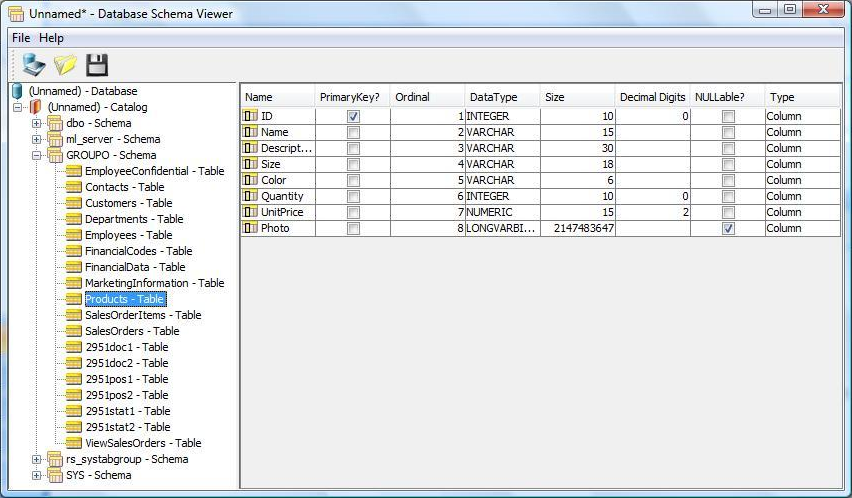 Unnamed* - Database Schema Viewer
File Help
(Unnamed) - Database
(Unnamed) - Catalog
dbo - Schema
ml_server - Schema
GROUPO - Schema
EmployeeConfidential - Table
Contacts - Table
Customers - Table
Departments - Table
Employees - Table
FinancialCodes - Table
FinancialData - Table
MarketingInformation - Table
Products - Table
SalesOrderItems - Table
SalesOrders - Table
2951doc1 - Table
2951doc2 - Table
2951pos1 - Table
2951pos2 - Table
2951stat1 - Table
2951stat2 - Table
ViewSalesOrders - Table
rs_systabgroup - Schema
SYS - Schema
Name PrimaryKey? Ordinal DataType Size Decimal Digits NULLable? Type
ID 1 INTEGER 10 0 Column
Name 2 VARCHAR 15 Column
Descript... 3 VARCHAR 30 Column
Size 4 VARCHAR 18 Column
Color 5 VARCHAR 6 Column
Quantity 6 INTEGER 10 0 Column
UnitPrice 7 NUMERIC 15 2 Column
Photo 8 LONGVARBI... 2147483647 Column